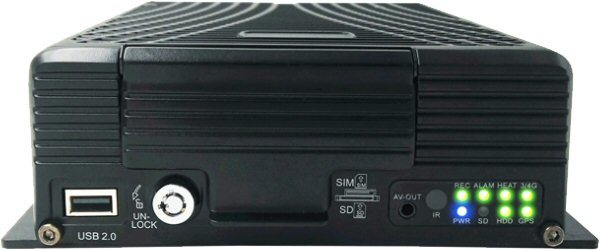 SIM
SIM
REC ALAM HEAT 3/4G
AV-OUT
UN-
LOCK
SD
IR
PWR SD HDD GPS
USB 2.0